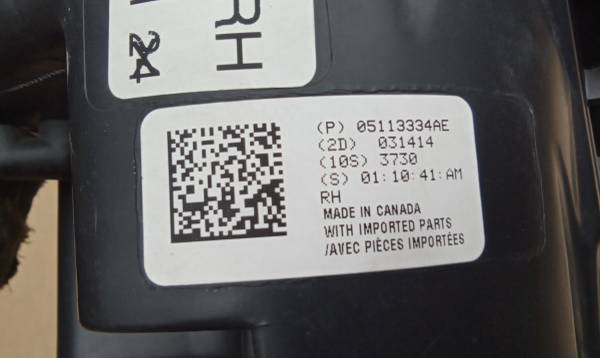 RH
24
(P) 05113334AE
(2D) 031414
(10S) 3730
(S) 01:10:41:AM
RH
MADE IN CANADA
WITH IMPORTED PARTS
/AVEC PIÈCES IMPORTÉES